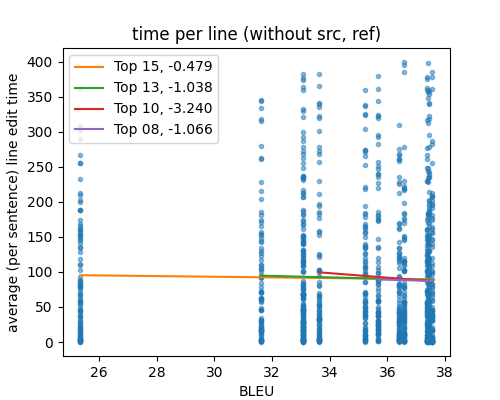 time per line (without src, ref)
average (per sentence) line edit time
400
350
300
250
200
150
100
50
0
Top 15, -0.479
Top 13, -1.038
Top 10, -3.240
Top 08, -1.066
26 28 30 32 34 36 38
BLEU